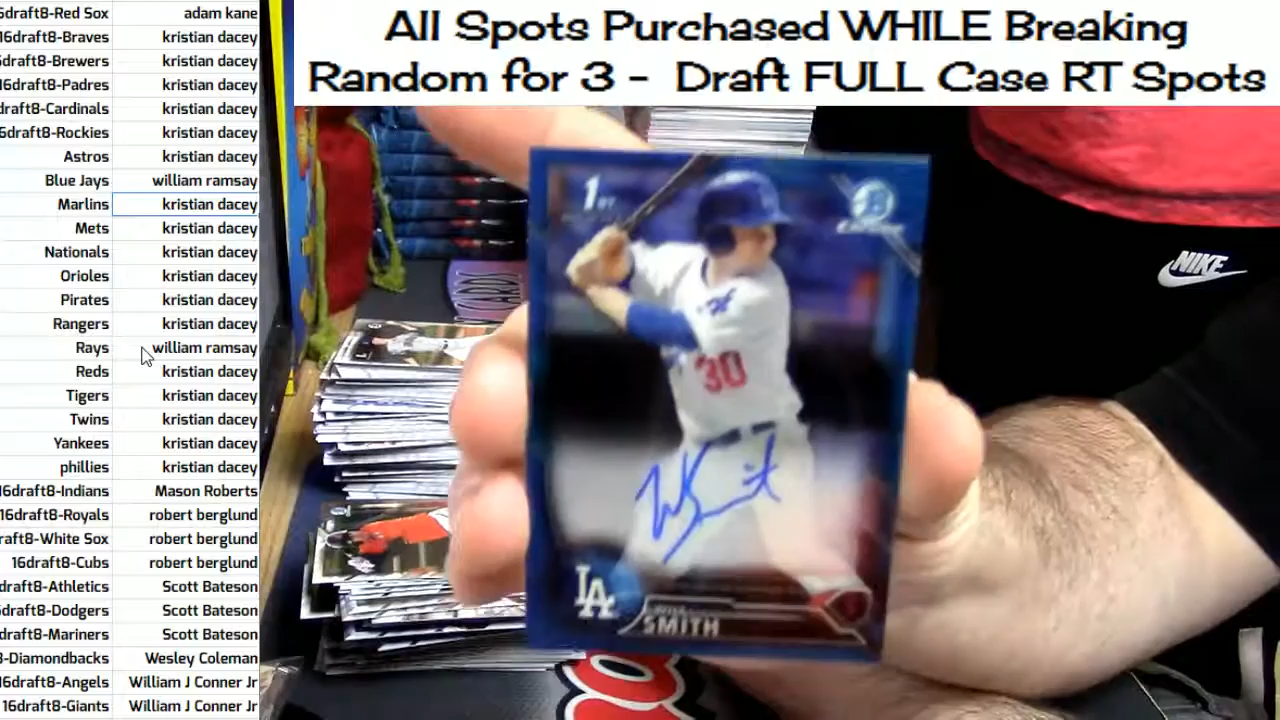 All Spots Purchased WHILE Breaking
Random for 3 - Draft FULL Case RT Spots
6draft8-Red Sox adam kane
16draft8-Braves kristian dacey
6draft8-Brewers kristian dacey
16draft8-Padres kristian dacey
draft8-Cardinals kristian dacey
6draft8-Rockies kristian dacey
Astros kristian dacey
Blue Jays william ramsay
Marlins kristian dacey
Mets kristian dacey
Nationals kristian dacey
Orioles kristian dacey
Pirates kristian dacey
Rangers kristian dacey
Rays william ramsay
Reds kristian dacey
Tigers kristian dacey
Twins kristian dacey
Yankees kristian dacey
phillies kristian dacey
16draft8-Indians Mason Roberts
16draft8-Royals robert berglund
raft8-White Sox robert berglund
16draft8-Cubs robert berglund
draft8-Athletics Scott Bateson
6draft8-Dodgers Scott Bateson
draft8-Mariners Scott Bateson
8-Diamondbacks Wesley Coleman
16draft8-Angels William J Conner Jr
16draft8-Giants William J Conner Jr
1st
B
CHROME
30
LA
WILL
SMITH
NIKE
CARDS